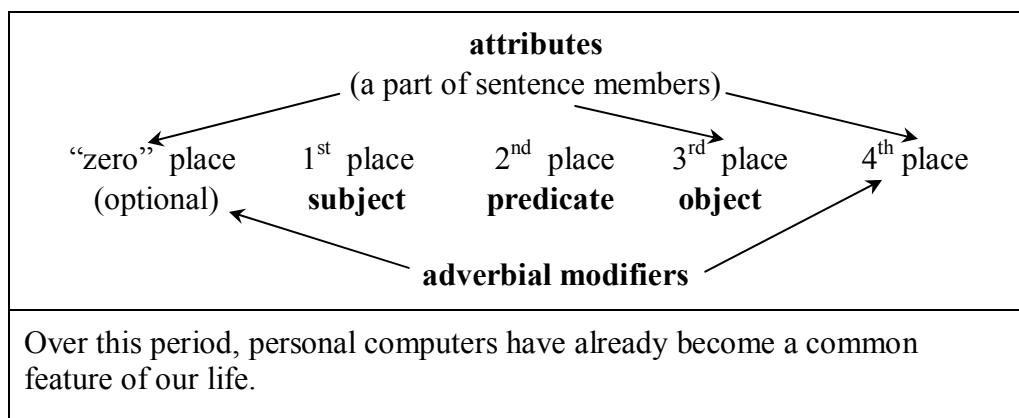 attributes
(a part of sentence members)
“zero” place 1st place 2nd place 3rd place 4th place
(optional) subject predicate object
adverbial modifiers
Over this period, personal computers have already become a common
feature of our life.